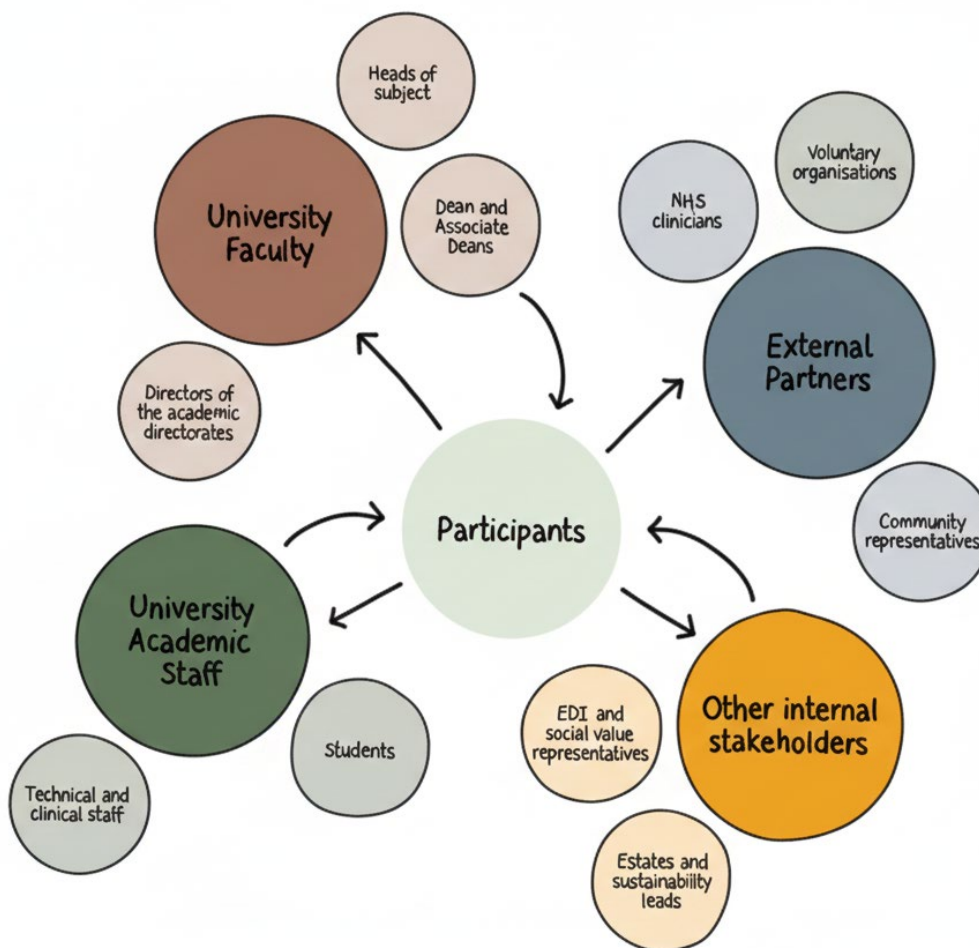 Heads of
subject
University
Faculty
Dean and
Associate
Deans
Directors of
the academic
directorates
Voluntary
organisations
NHS
clinicians
External
Partners
Community
representatives
Participants
University
Academic
Staff
Students
Technical and
clinical staff
Other internal
stakeholders
EDI and
social value
representatives
Estates and
sustainability
leads